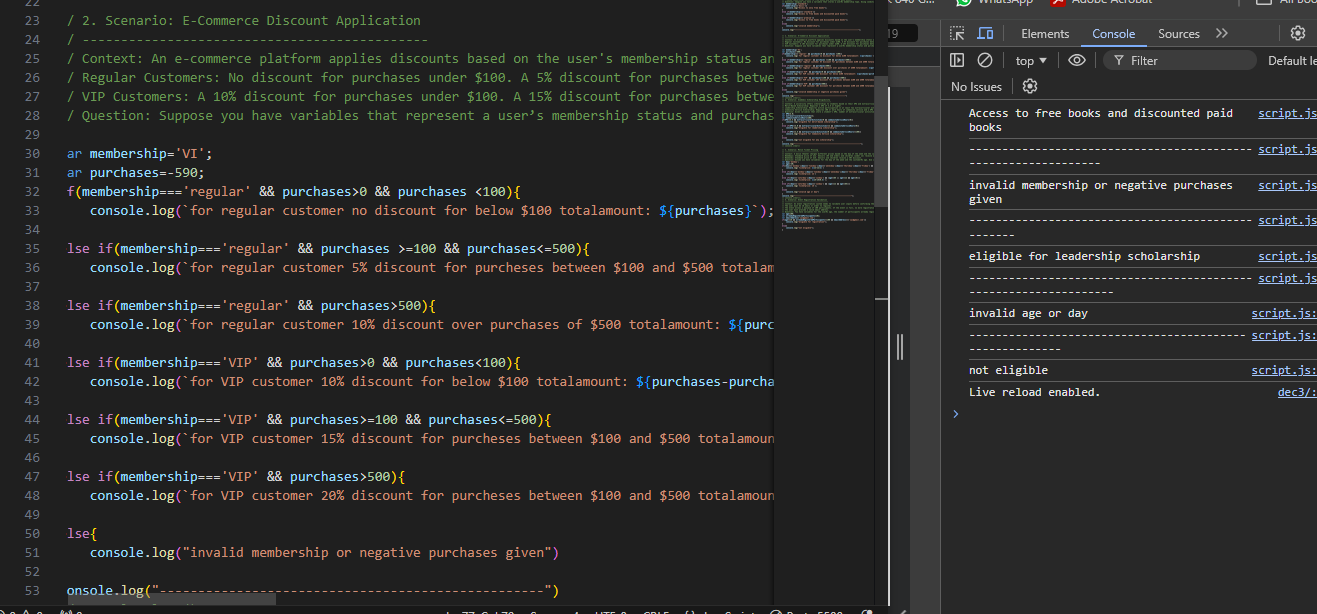 WhatsApp
Adobe Acrobat
22
23 / 2. Scenario: E-Commerce Discount Application
24 / ---------------------------------------------
25 / Context: An e-commerce platform applies discounts based on the user's membership status an
26 / Regular Customers: No discount for purchases under $100. A 5% discount for purchases betwe
27 / VIP Customers: A 10% discount for purchases under $100. A 15% discount for purchases betwe
28 / Question: Suppose you have variables that represent a user’s membership status and purchas
29
30 ar membership='VI';
31 ar purchases=-590;
32 f(membership==='regular' && purchases>0 && purchases <100){
33 console.log(`for regular customer no discount for below $100 totalamount: ${purchases}`);
34
35 lse if(membership==='regular' && purchases >=100 && purchases<=500){
36 console.log(`for regular customer 5% discount for purcheses between $100 and $500 totalam
37
38 lse if(membership==='regular' && purchases>500){
39 console.log(`for regular customer 10% discount over purchases of $500 totalamount: ${purc
40
41 lse if(membership==='VIP' && purchases>0 && purchases<100){
42 console.log(`for VIP customer 10% discount for below $100 totalamount: ${purchases-purcha
43
44 lse if(membership==='VIP' && purchases>=100 && purchases<=500){
45 console.log(`for VIP customer 15% discount for purcheses between $100 and $500 totalamoun
46
47 lse if(membership==='VIP' && purchases>500){
48 console.log(`for VIP customer 20% discount for purcheses between $100 and $500 totalamoun
49
50 lse{
51 console.log("invalid membership or negative purchases given")
52
53 onsole.log("--------------------------------------------------")
19
Elements Console Sources
top Filter Default le
No Issues
Access to free books and discounted paid books script.js
script.js
invalid membership or negative purchases given script.js
script.js
eligible for leadership scholarship script.js
script.js
invalid age or day script.js:
script.js:
not eligible script.js:
Live reload enabled. dec3/: